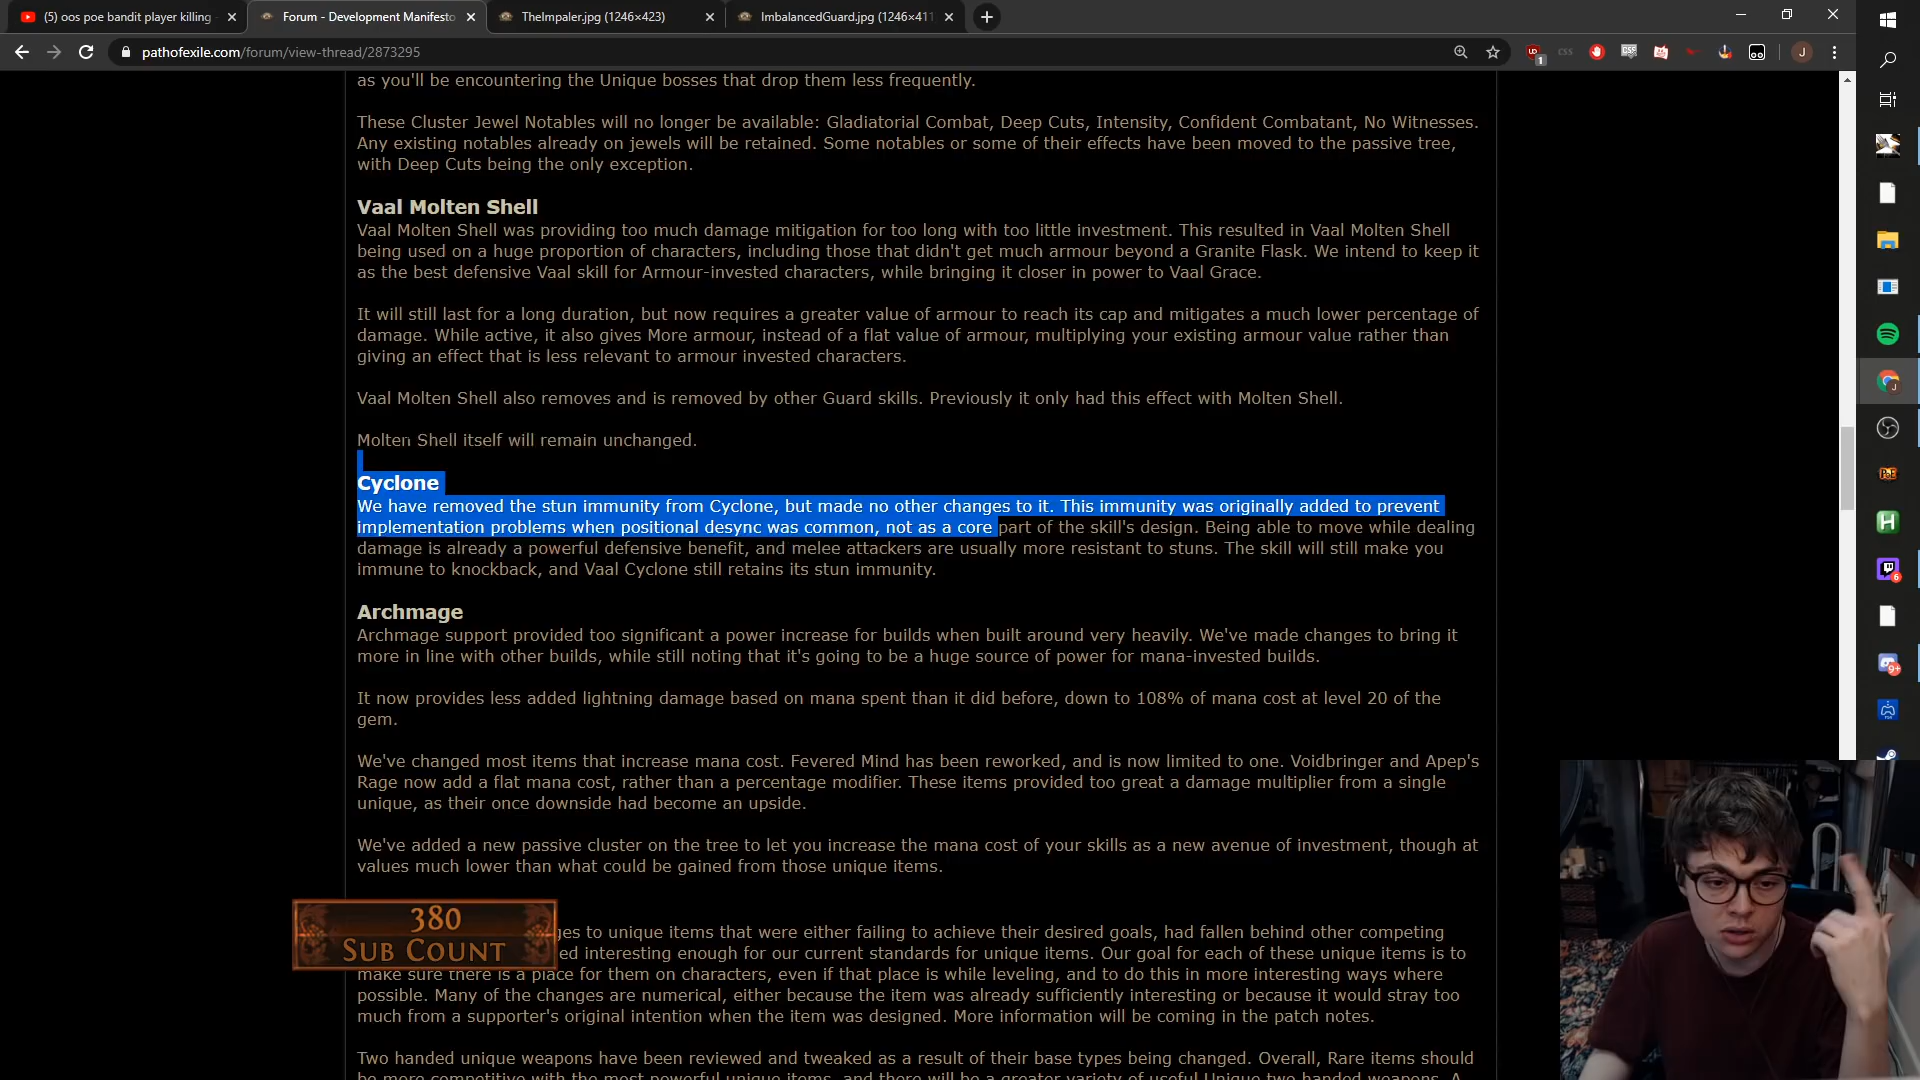 (5) oos poe bandit player killing
Forum - Development Manifesto
TheImpaler.jpg (1246×423)
ImbalancedGuard.jpg (1246×411
pathofexile.com/forum/view-thread/2873295
as you'll be encountering the Unique bosses that drop them less frequently.
These Cluster Jewel Notables will no longer be available: Gladiatorial Combat, Deep Cuts, Intensity, Confident Combatant, No Witnesses.
Any existing notables already on jewels will be retained. Some notables or some of their effects have been moved to the passive tree,
with Deep Cuts being the only exception.
Vaal Molten Shell
Vaal Molten Shell was providing too much damage mitigation for too long with too little investment. This resulted in Vaal Molten Shell
being used on a huge proportion of characters, including those that didn't get much armour beyond a Granite Flask. We intend to keep it
as the best defensive Vaal skill for Armour-invested characters, while bringing it closer in power to Vaal Grace.
It will still last for a long duration, but now requires a greater value of armour to reach its cap and mitigates a much lower percentage of
damage. While active, it also gives More armour, instead of a flat value of armour, multiplying your existing armour value rather than
giving an effect that is less relevant to armour invested characters.
Vaal Molten Shell also removes and is removed by other Guard skills. Previously it only had this effect with Molten Shell.
Molten Shell itself will remain unchanged.
Cyclone
We have removed the stun immunity from Cyclone, but made no other changes to it. This immunity was originally added to prevent
implementation problems when positional desync was common, not as a core part of the skill's design. Being able to move while dealing
damage is already a powerful defensive benefit, and melee attackers are usually more resistant to stuns. The skill will still make you
immune to knockback, and Vaal Cyclone still retains its stun immunity.
Archmage
Archmage support provided too significant a power increase for builds when built around very heavily. We've made changes to bring it
more in line with other builds, while still noting that it's going to be a huge source of power for mana-invested builds.
It now provides less added lightning damage based on mana spent than it did before, down to 108% of mana cost at level 20 of the
gem.
We've changed most items that increase mana cost. Fevered Mind has been reworked, and is now limited to one. Voidbringer and Apep's
Rage now add a flat mana cost, rather than a percentage modifier. These items provided too great a damage multiplier from a single
unique, as their once downside had become an upside.
We've added a new passive cluster on the tree to let you increase the mana cost of your skills as a new avenue of investment, though at
values much lower than what could be gained from those unique items.
380
SUB COUNT
ges to unique items that were either failing to achieve their desired goals, had fallen behind other competing
ed interesting enough for our current standards for unique items. Our goal for each of these unique items is to
make sure there is a place for them on characters, even if that place is while leveling, and to do this in more interesting ways where
possible. Many of the changes are numerical, either because the item was already sufficiently interesting or because it would stray too
much from a supporter's original intention when the item was designed. More information will be coming in the patch notes.
Two handed unique weapons have been reviewed and tweaked as a result of their base types being changed. Overall, Rare items should
be more competitive with the most powerful unique items, and there will be a greater variety of useful Unique two handed weapons. A